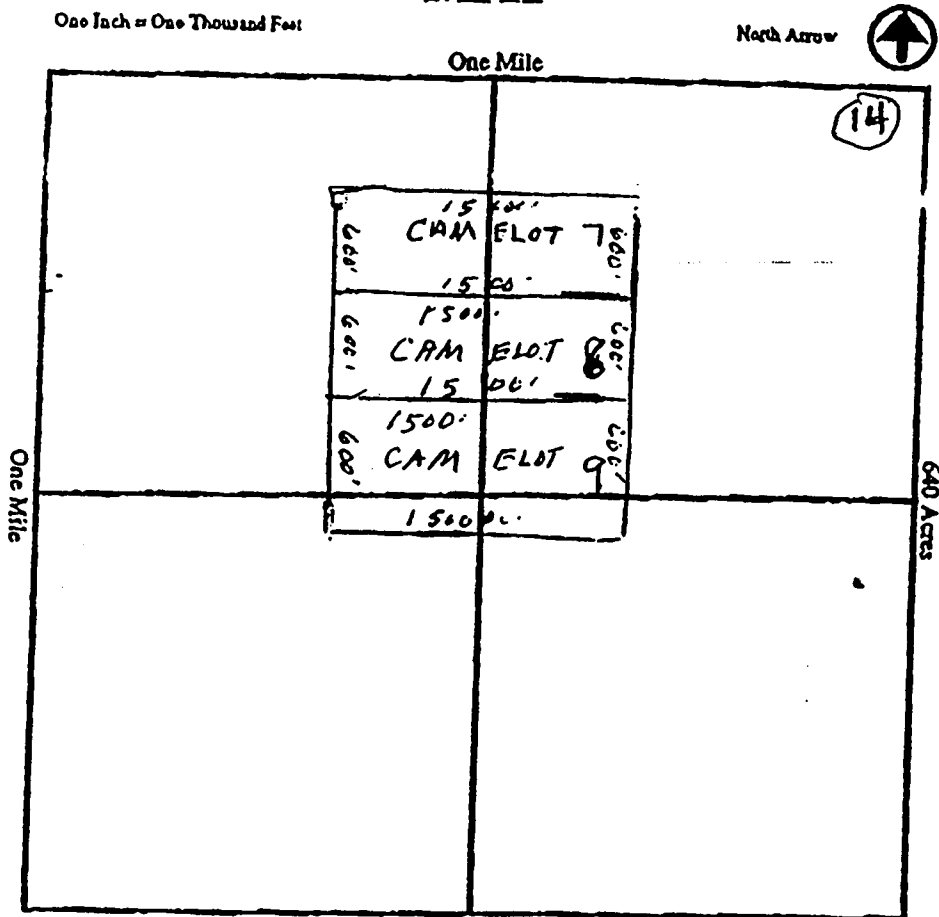 One Inch = One Thousand Feet
North Arrow
One Mile
14
1500'
CAMELOT 7
600'
600'
1500'
1500'
CAMELOT 8
600'
600'
1500'
1500'
CAMELOT 9
600'
600'
1500
One Mile
640 Acres